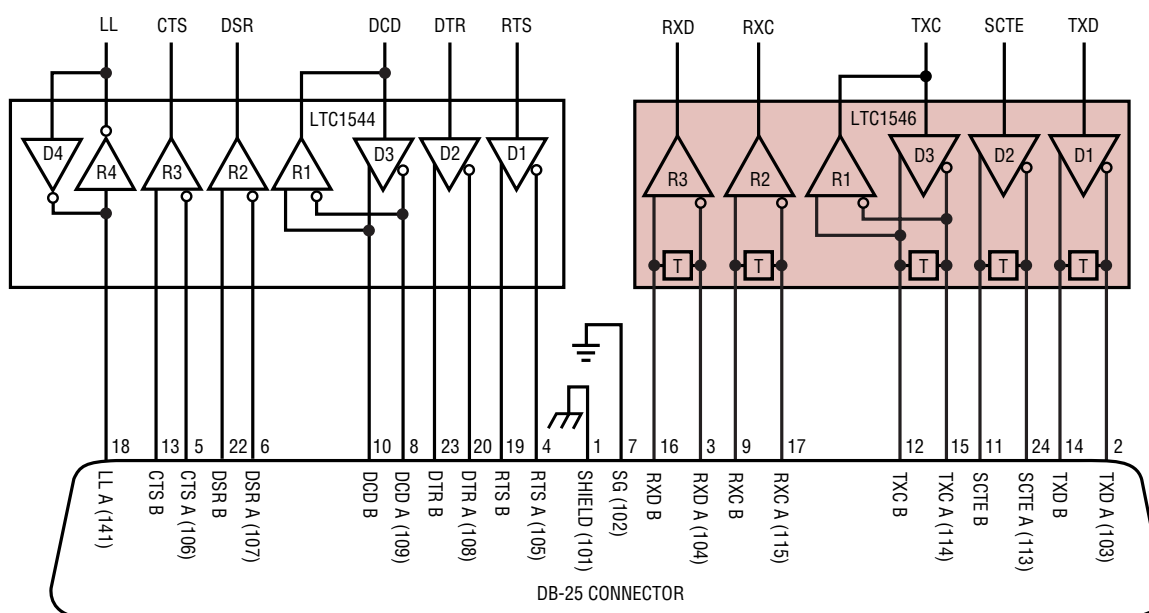 LL CTS DSR DCD DTR RTS RXD RXC TXC SCTE TXD
LTC1544 LTC1546
D4 R4 R3 R2 R1 D3 D2 D1 R3 R2 R1 D3 D2 D1
T T T T T
18 13 5 22 6 10 8 23 20 19 4 1 7 16 3 9 17 12 15 11 24 14 2
LL A (141)
CTS B
CTS A (106)
DSR B
DSR A (107)
DCD B
DCD A (109)
DTR B
DTR A (108)
RTS B
RTS A (105)
SHIELD (101)
SG (102)
RXD B
RXD A (104)
RXC B
RXC A (115)
TXC B
TXC A (114)
SCTE B
SCTE A (113)
TXD B
TXD A (103)
DB-25 CONNECTOR